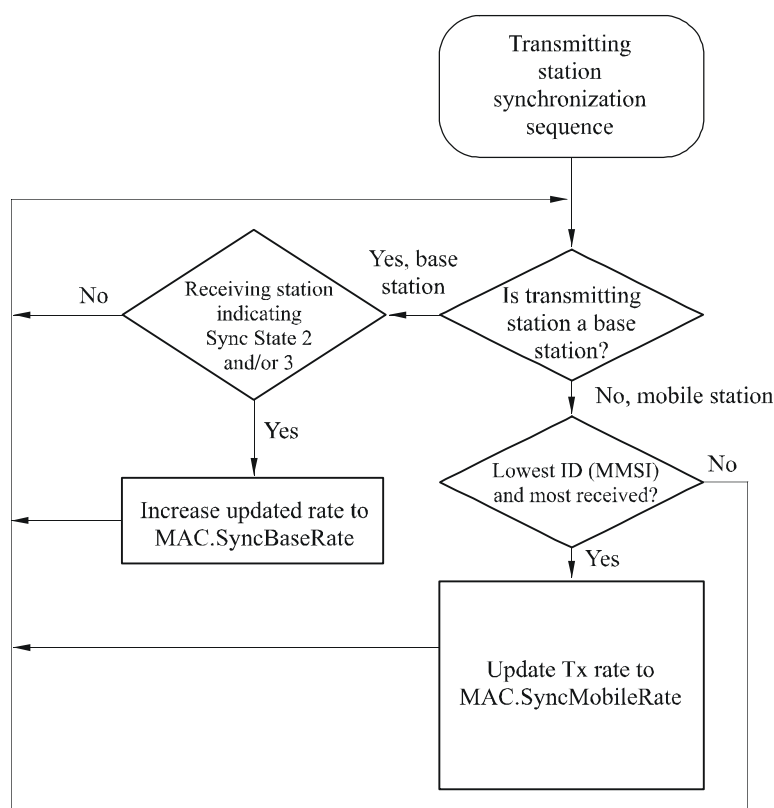 Transmitting
station
synchronization
sequence
Yes, base
station
No
Receiving station
indicating
Sync State 2
and/or 3
Is transmitting
station a base
station?
No, mobile station
Yes
Lowest ID (MMSI)
and most received?
No
Increase updated rate to
MAC.SyncBaseRate
Yes
Update Tx rate to
MAC.SyncMobileRate